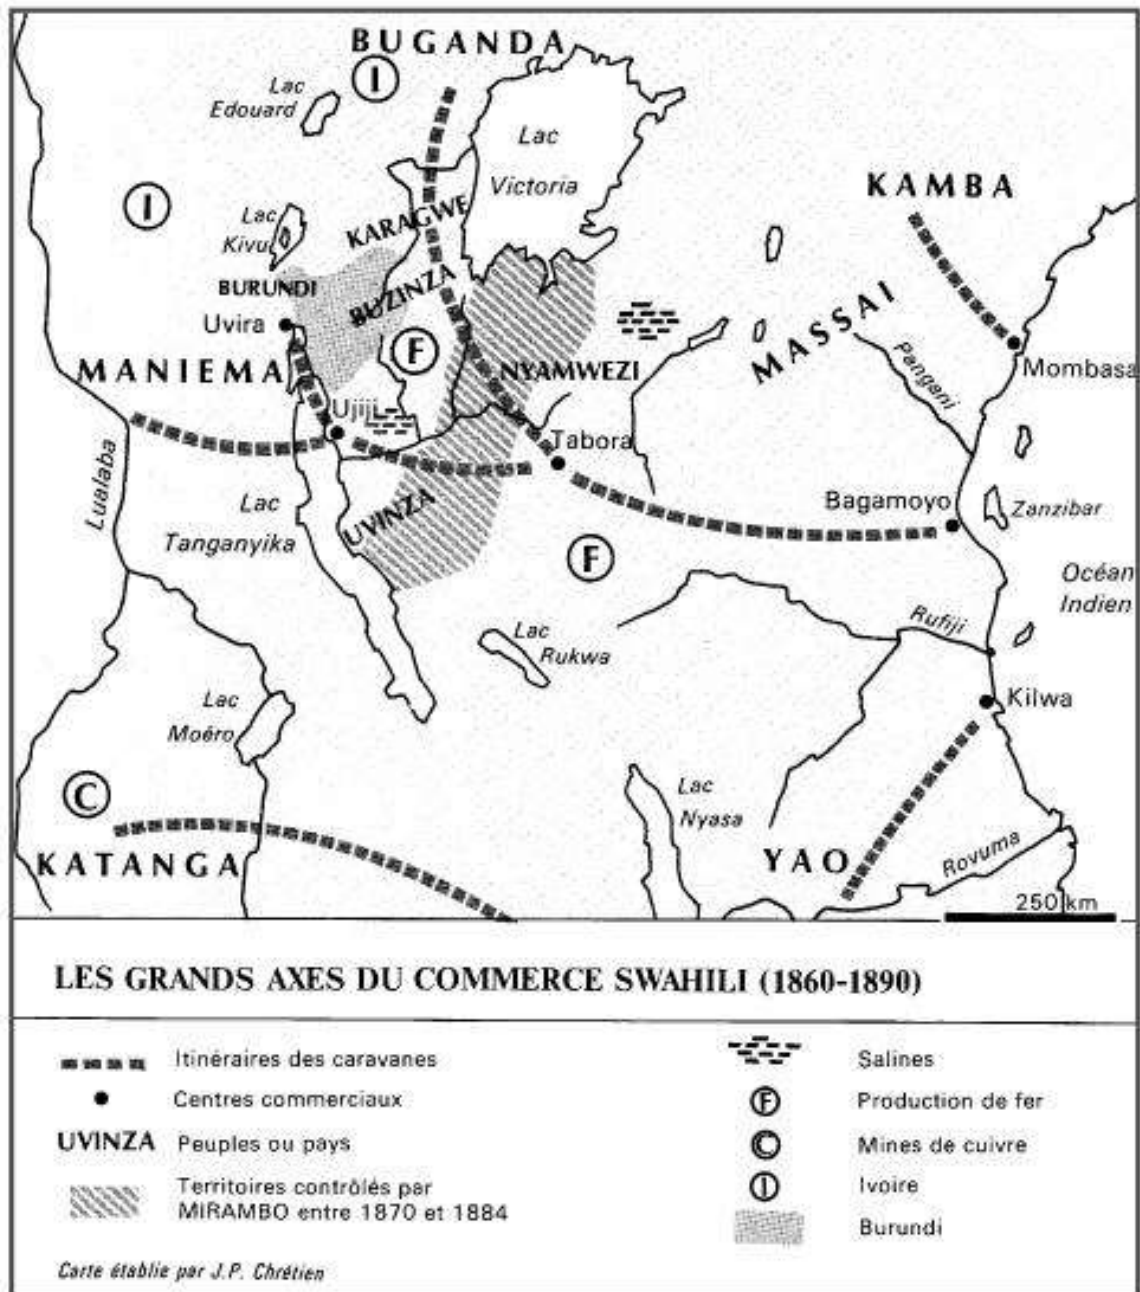 BUGANDA
I
Lac
Edouard
Lac
Victoria
KAMBA
I
Lac
Kivu
KARAGWE
BURUNDI
BUZINZA
Uvira
F
MASSAI
MANIEMA
NYAMWEZI
Pangani
Mombasa
Ujiji
Tabora
Lualaba
Lac
Tanganyika
UVINZA
Bagamoyo
Zanzibar
F
Océan
Indien
Lac
Rukwa
Rufiji
Lac
Moéro
Kilwa
C
Lac
Nyasa
KATANGA
YAO
Rovuma
250 km
LES GRANDS AXES DU COMMERCE SWAHILI (1860-1890)
Itinéraires des caravanes
Centres commerciaux
UVINZA Peuples ou pays
Territoires contrôlés par
MIRAMBO entre 1870 et 1884
Salines
F Production de fer
C Mines de cuivre
I Ivoire
Burundi
Carte établie par J.P. Chrétien